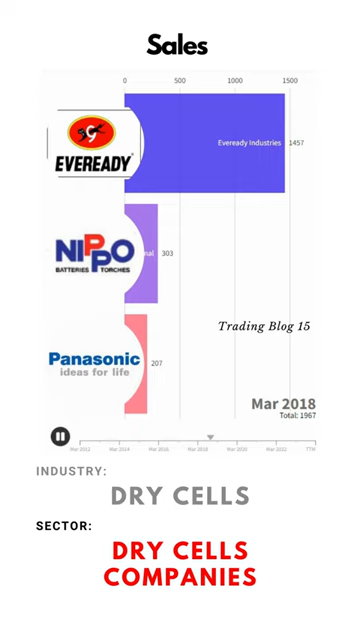 Sales
0 500 1000 1500
9
EVEREADY
Eveready Industries 1457
NIPPO
BATTERIES TORCHES
nal 303
Trading Blog 15
Panasonic
ideas for life
207
Mar 2018
Total: 1967
Mar 2012 Mar 2014 Mar 2016 Mar 2018 Mar 2020 Mar 2022 TTM
INDUSTRY:
DRY CELLS
SECTOR:
DRY CELLS
COMPANIES